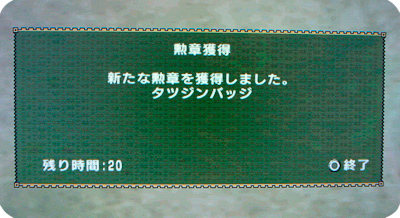 勲章獲得
新たな勲章を獲得しました。
タツジンバッジ
残り時間:20
終了